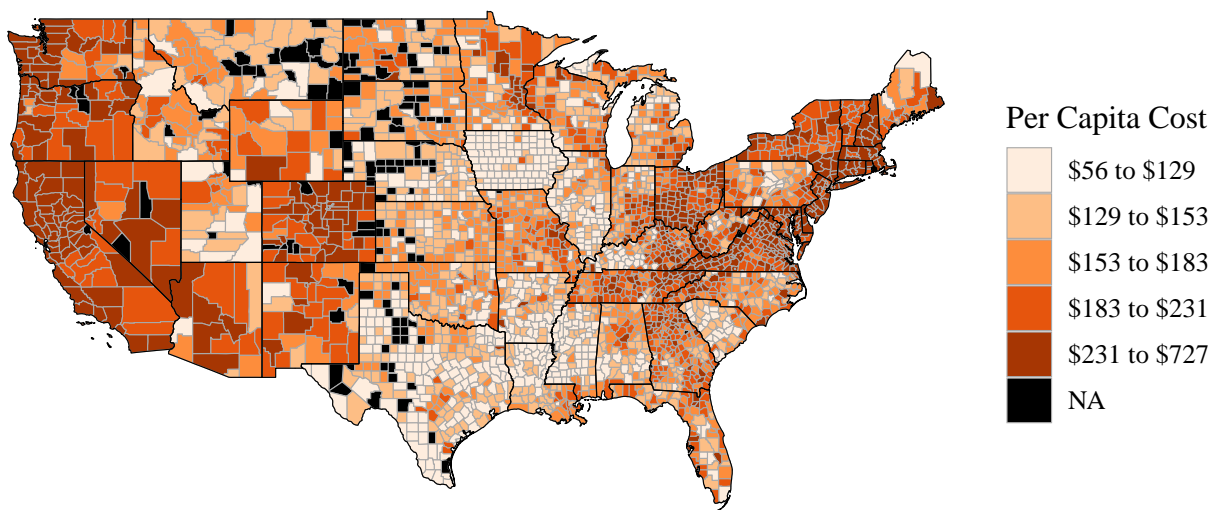 Per Capita Cost
$56 to $129
$129 to $153
$153 to $183
$183 to $231
$231 to $727
NA